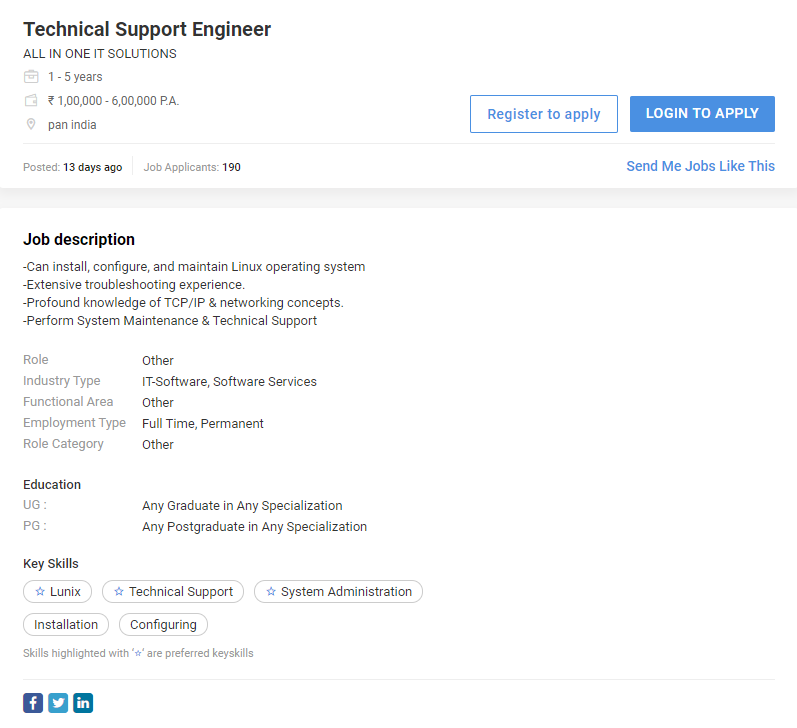 Technical Support Engineer
ALL IN ONE IT SOLUTIONS
1 - 5 years
₹ 1,00,000 - 6,00,000 P.A.
pan india
Register to apply
LOGIN TO APPLY
Posted: 13 days ago
Job Applicants: 190
Send Me Jobs Like This
Job description
-Can install, configure, and maintain Linux operating system
-Extensive troubleshooting experience.
-Profound knowledge of TCP/IP & networking concepts.
-Perform System Maintenance & Technical Support
Role Other
Industry Type IT-Software, Software Services
Functional Area Other
Employment Type Full Time, Permanent
Role Category Other
Education
UG : Any Graduate in Any Specialization
PG : Any Postgraduate in Any Specialization
Key Skills
☆ Lunix ☆ Technical Support ☆ System Administration
Installation Configuring
Skills highlighted with '☆' are preferred keyskills